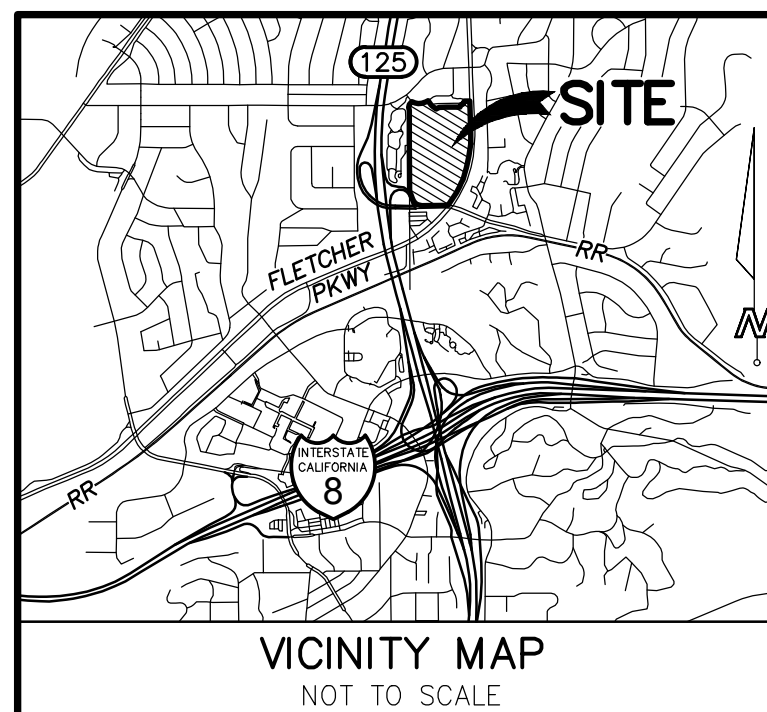 125
SITE
FLETCHER
PKWY
RR
N
INTERSTATE
CALIFORNIA
8
RR
VICINITY MAP
NOT TO SCALE